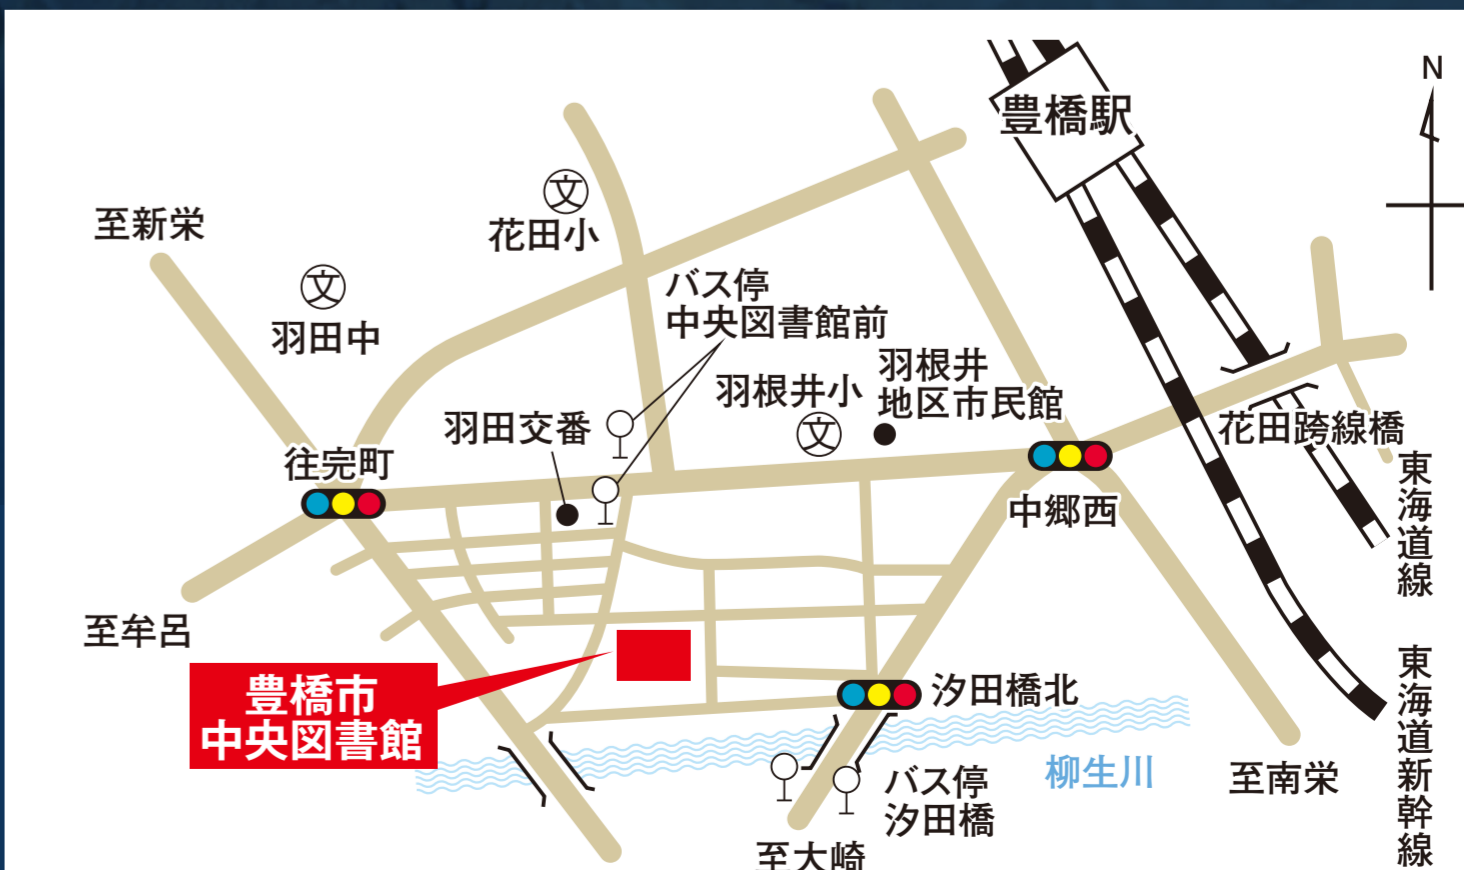 N
豊橋駅
至新栄
文
花田小
文
羽田中
バス停
中央図書館前
羽根井
地区市民館
羽根井小
文
羽田交番
花田跨線橋
往完町
中郷西
東海道線
至牟呂
豊橋市
中央図書館
汐田橋北
東海道新幹線
柳生川
至南栄
バス停
汐田橋
至大崎